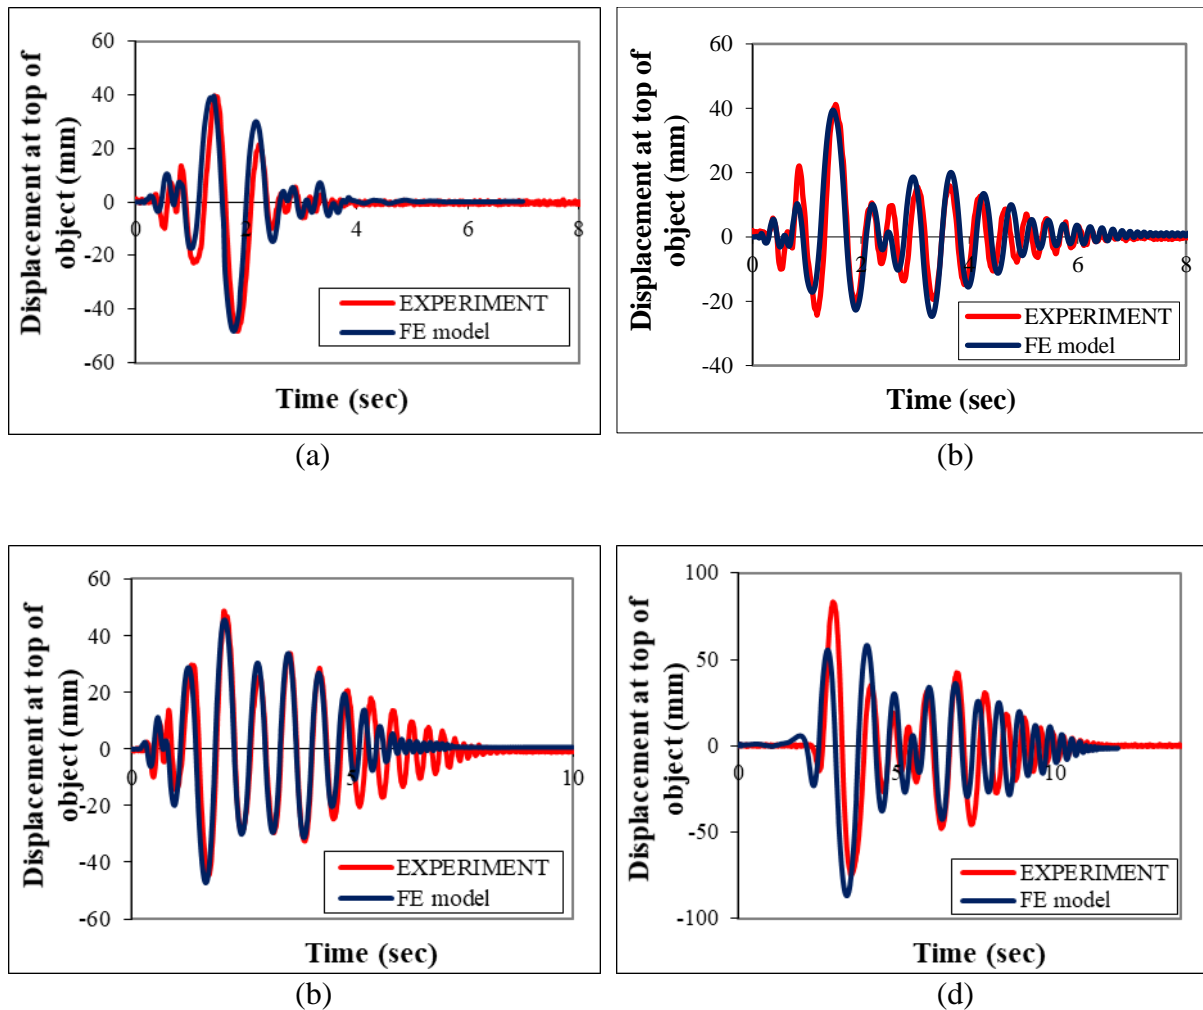 Displacement at top of
object (mm)
60
40
20
0
-20
-40
-60
0
2
4
6
8
EXPERIMENT
FE model
Time (sec)
(a)
Displacement at top of
object (mm)
60
40
20
0
-20
-40
0
2
4
6
8
EXPERIMENT
FE model
Time (sec)
(b)
Displacement at top of
object (mm)
60
40
20
0
-20
-40
-60
0
5
10
EXPERIMENT
FE model
Time (sec)
(b)
Displacement at top of
object (mm)
100
50
0
-50
-100
0
5
10
EXPERIMENT
FE model
Time (sec)
(d)